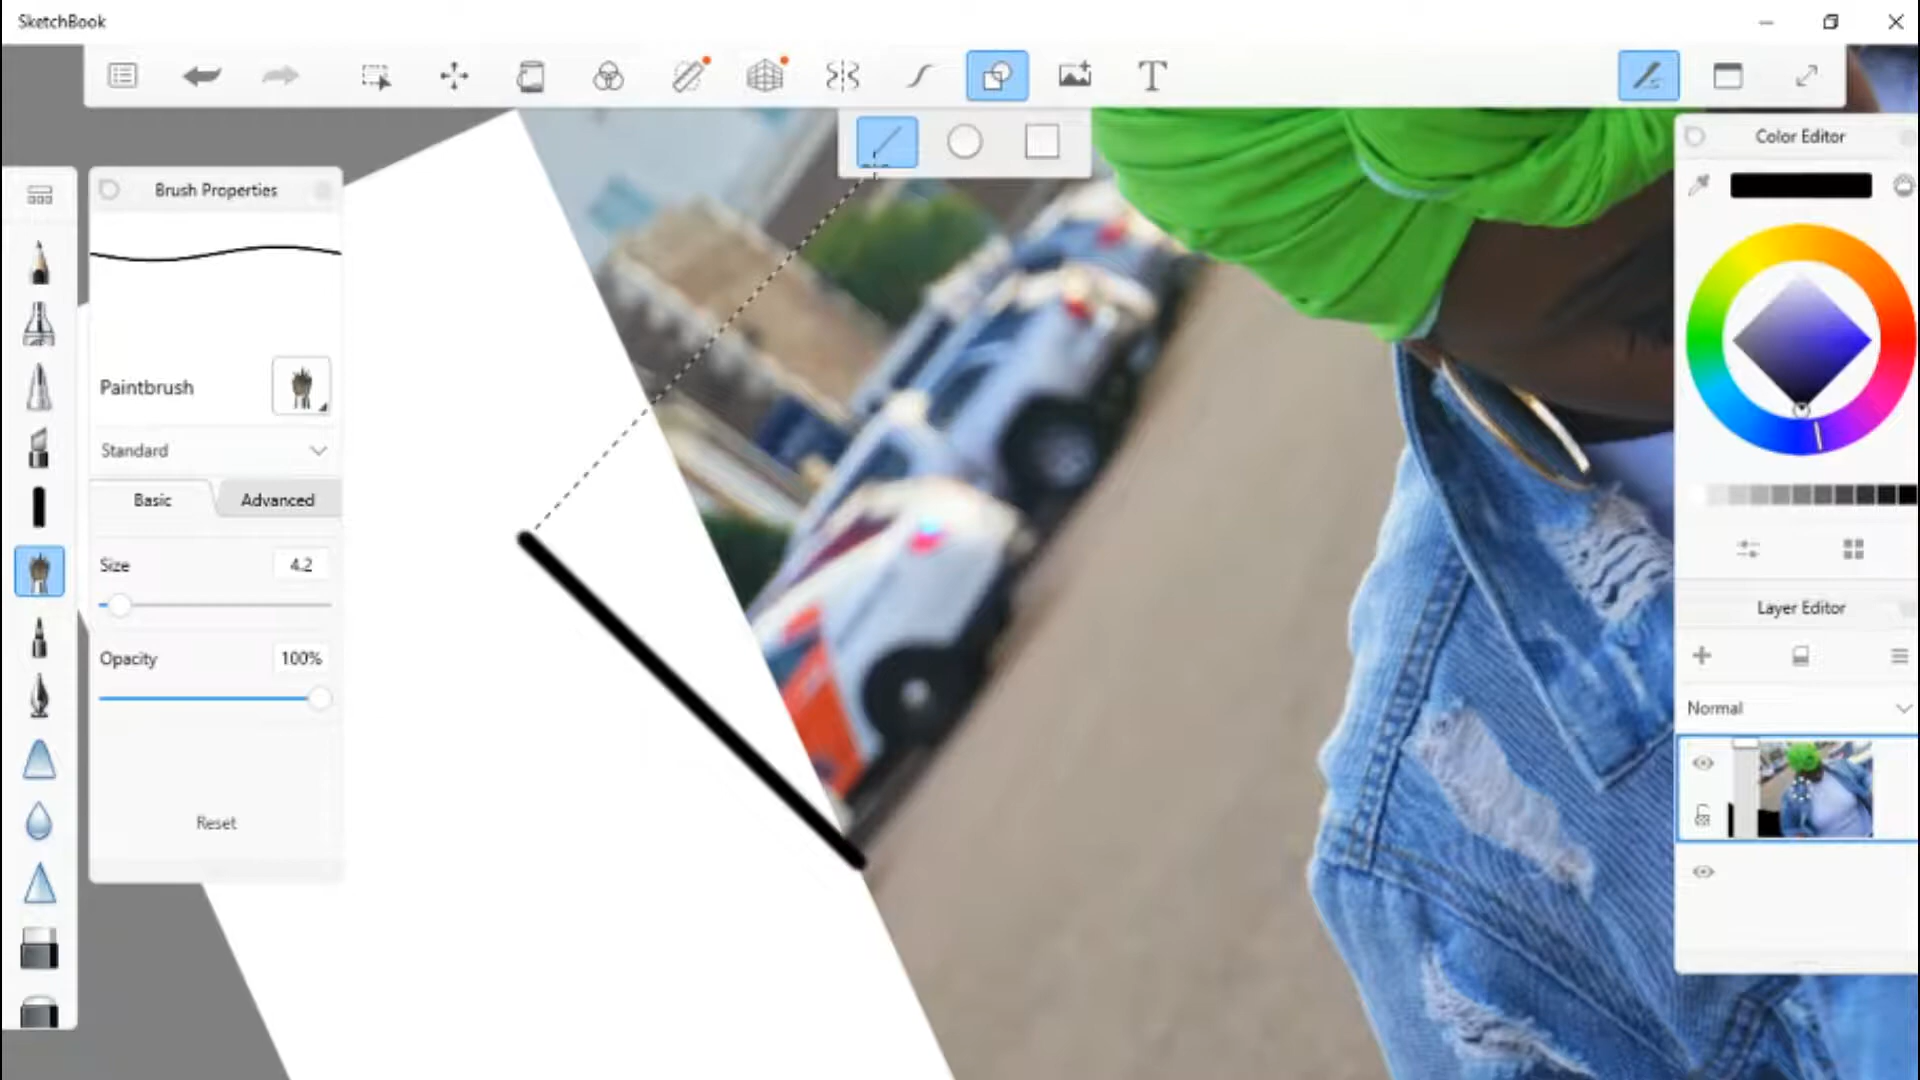 SketchBook
T
Brush Properties
Color Editor
Paintbrush
Standard
Basic
Advanced
Size
4.2
Opacity
100%
Reset
Layer Editor
Normal